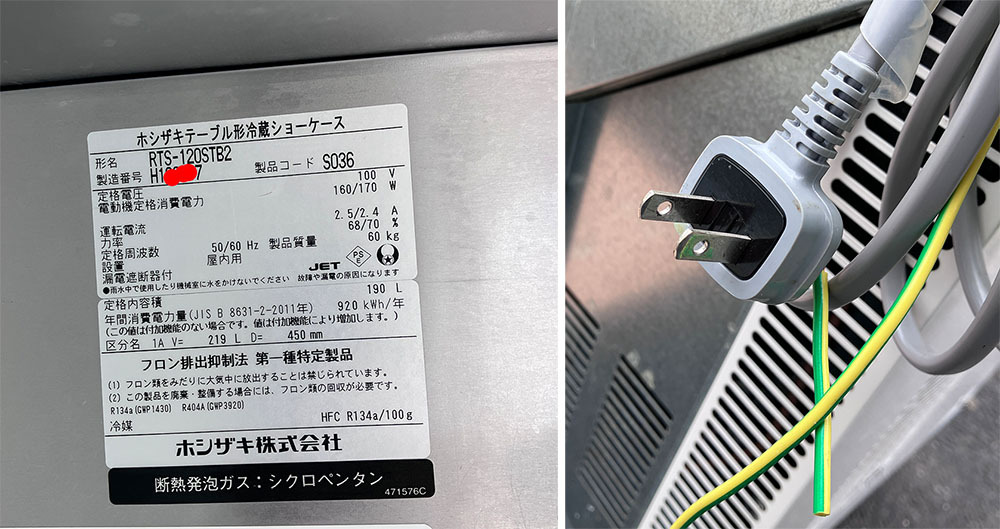 ホシザキテーブル形冷蔵ショーケース
形名 RTS-120STB2
製造番号 H1 7 製品コード S036
定格電圧 100 V
電動機定格消費電力 160/170 W
運転電流 2.5/2.4 A
力率 68/70 %
定格周波数 50/60 Hz 製品質量 60 kg
設置 屋内用
漏電遮断器付 JET PSE
●雨水中で使用したり機械室に水をかけないでください 故障や漏電の原因になります
定格内容積 190 L
年間消費電力量(JIS B 8631-2-2011年) 920 kWh/年
(この値は付加機能のない場合です。値は付加機能により増加します。)
区分名 1A V= 219 L D= 450 mm
フロン排出抑制法 第一種特定製品
(1) フロン類をみだりに大気中に放出することは禁じられています。
(2) この製品を廃棄・整備する場合には、フロン類の回収が必要です。
R134a(GWP1430) R404A(GWP3920)
冷媒 HFC R134a/100g
ホシザキ株式会社
断熱発泡ガス：シクロペンタン
471576C